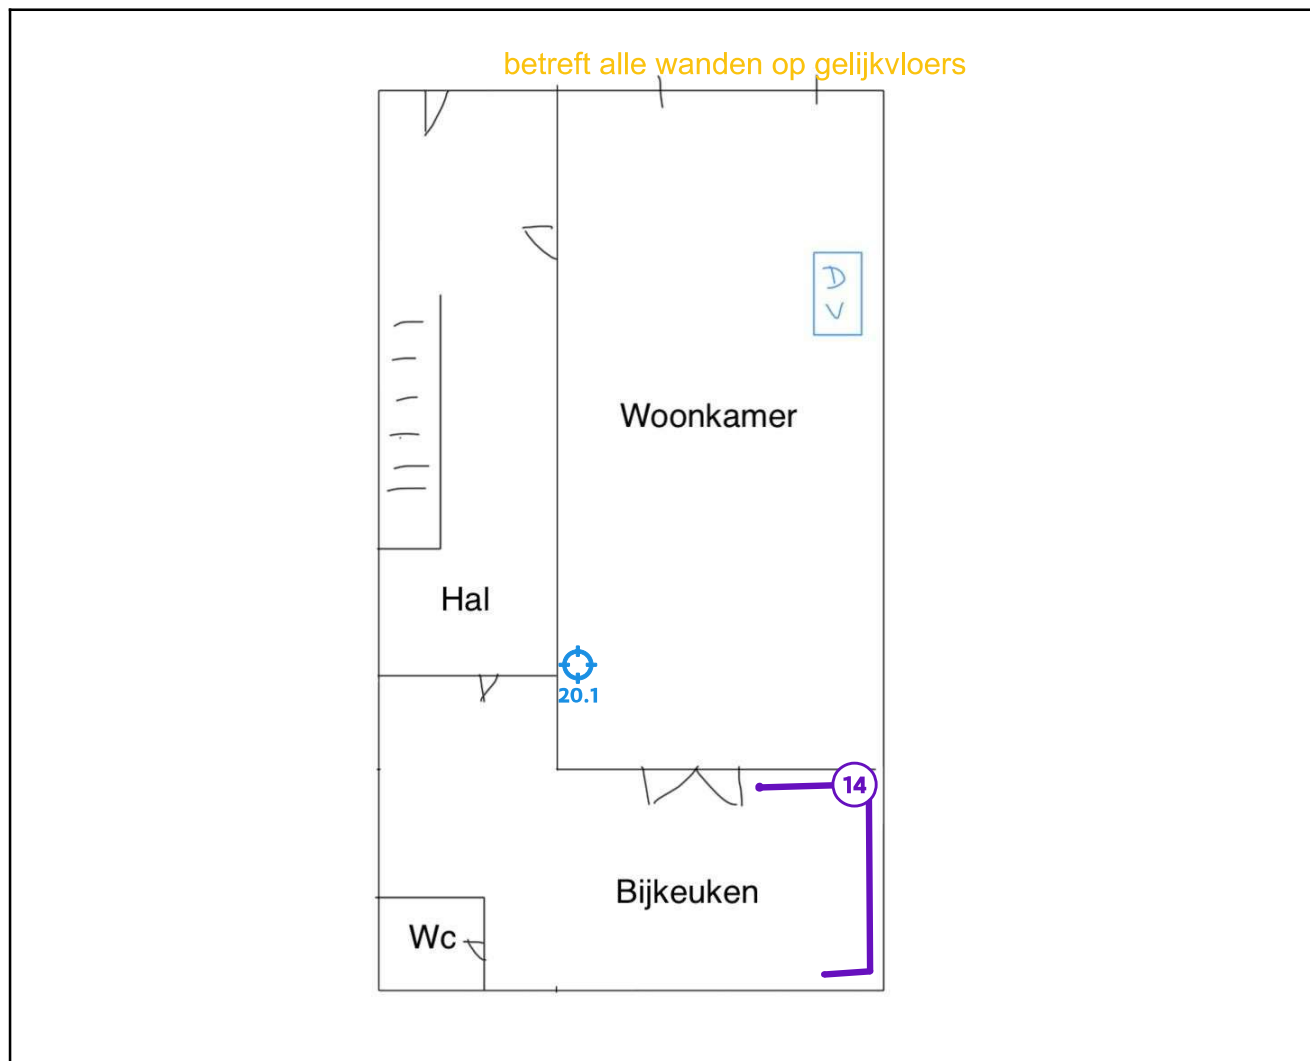 betreft alle wanden op gelijkvloers
D
V
Woonkamer
Hal
20.1
14
Bijkeuken
Wc